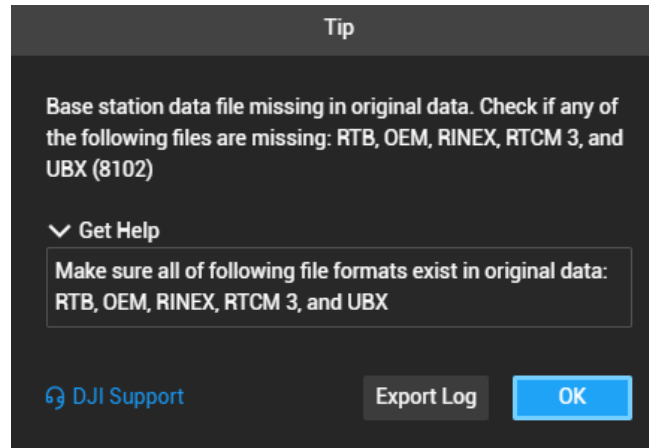 Tip
Base station data file missing in original data. Check if any of
the following files are missing: RTB, OEM, RINEX, RTCM 3, and
UBX (8102)
Get Help
Make sure all of following file formats exist in original data:
RTB, OEM, RINEX, RTCM 3, and UBX
DJI Support
Export Log
OK